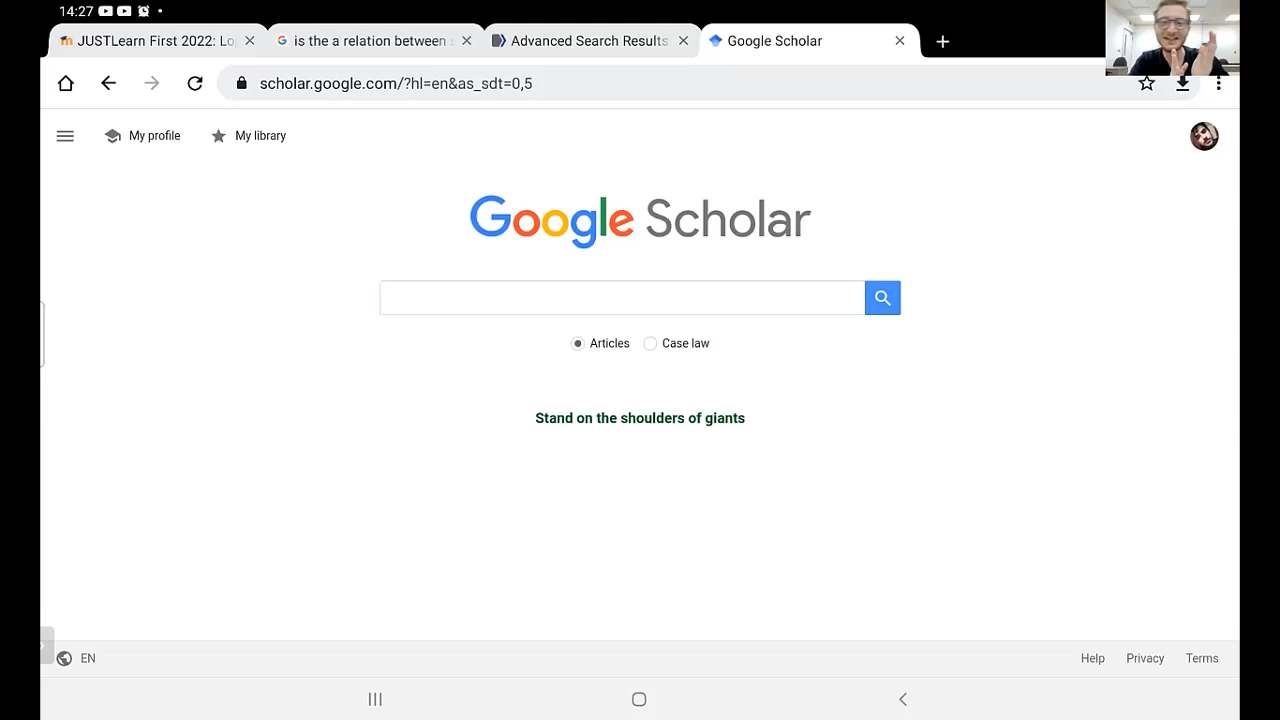 14:27
JUSTLearn First 2022: Lo
is the a relation between s
Advanced Search Results
Google Scholar
scholar.google.com/?hl=en&as_sdt=0,5
My profile
My library
Google Scholar
Articles
Case law
Stand on the shoulders of giants
EN
Help
Privacy
Terms